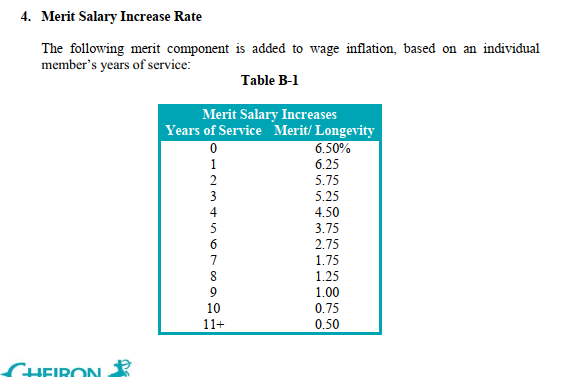 4. Merit Salary Increase Rate
The following merit component is added to wage inflation, based on an individual
member's years of service:
Table B-1
Merit Salary Increases
Years of Service Merit/ Longevity
0 6.50%
1 6.25
2 5.75
3 5.25
4 4.50
5 3.75
6 2.75
7 1.75
8 1.25
9 1.00
10 0.75
11+ 0.50
CHEIRON